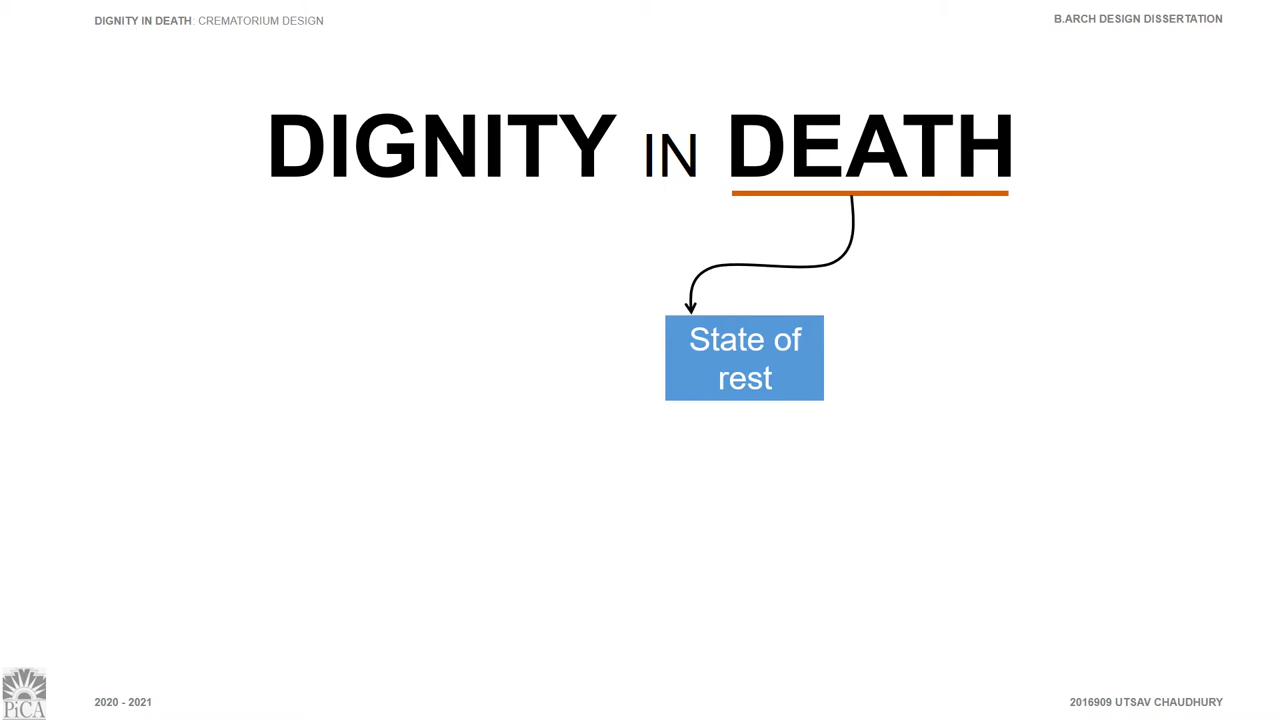 DIGNITY IN DEATH: CREMATORIUM DESIGN
B.ARCH DESIGN DISSERTATION
DIGNITY IN DEATH
State of
rest
PiCA
2020 - 2021
2016909 UTSAV CHAUDHURY